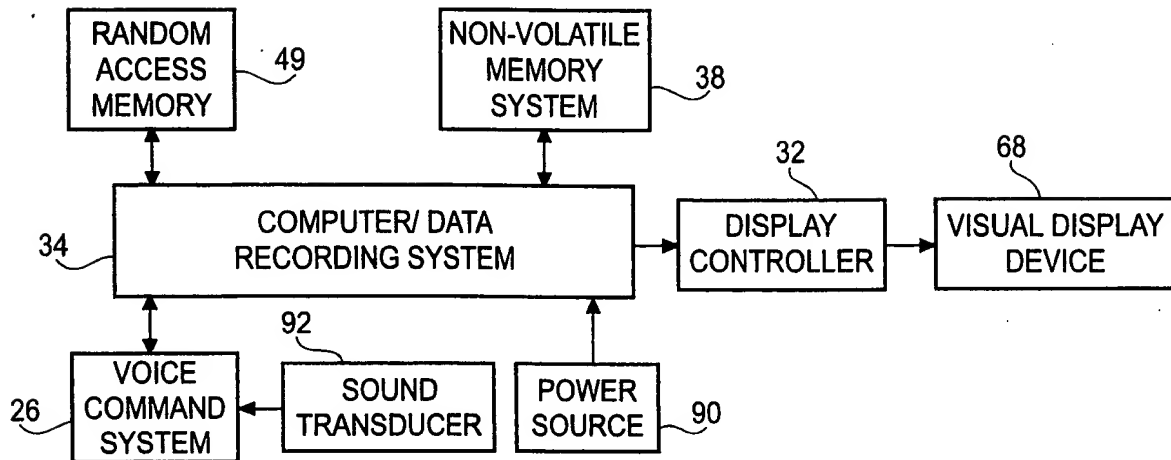 RANDOM
ACCESS
MEMORY
49
NON-VOLATILE
MEMORY
SYSTEM
38
COMPUTER/ DATA
RECORDING SYSTEM
34
32
DISPLAY
CONTROLLER
68
VISUAL DISPLAY
DEVICE
VOICE
COMMAND
SYSTEM
26
92
SOUND
TRANSDUCER
POWER
SOURCE
90